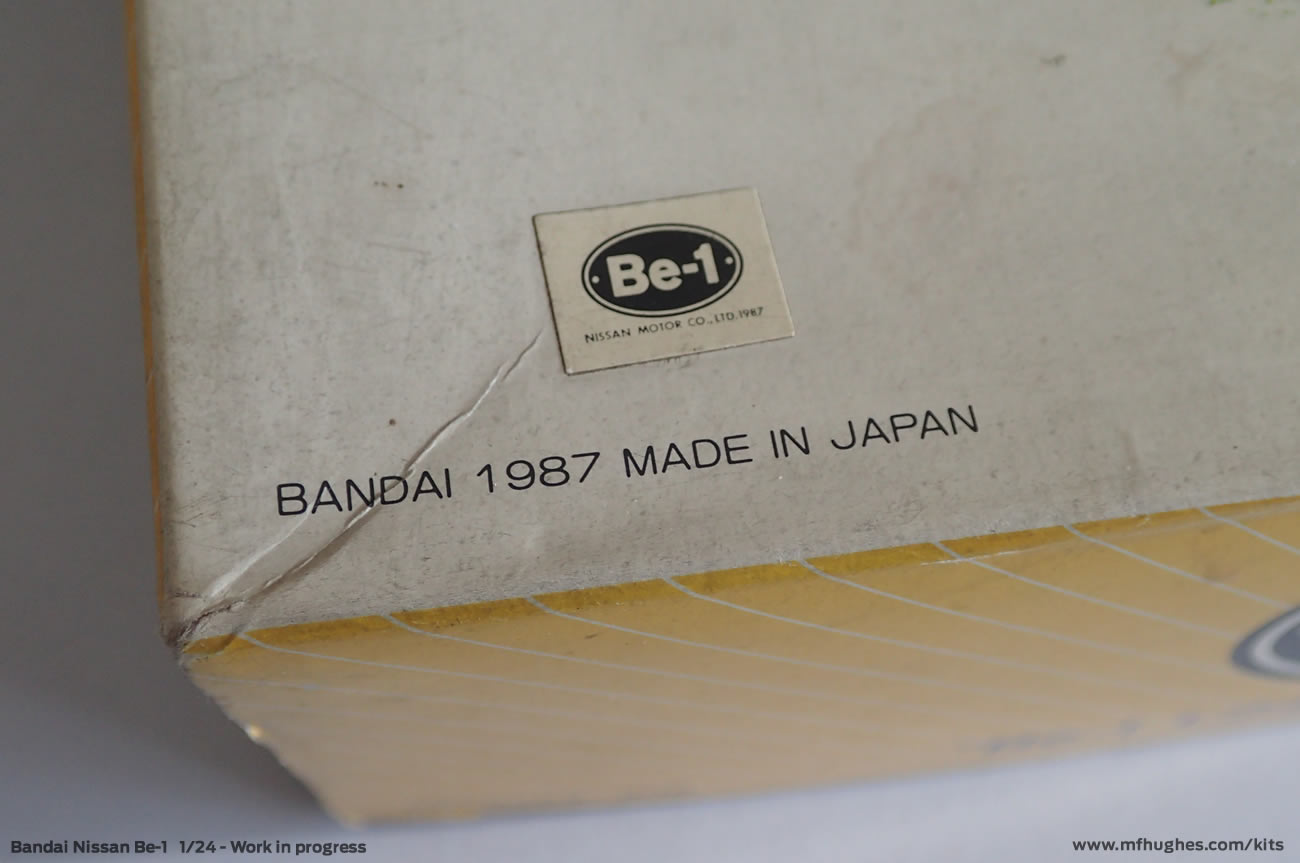 Be-1
NISSAN MOTOR CO.,LTD.1987
BANDAI 1987 MADE IN JAPAN
Bandai Nissan Be-1 1/24 - Work in progress
www.mfhughes.com/kits